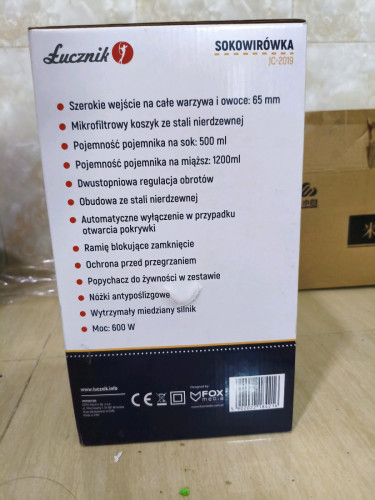 Łucznik
SOKOWIRÓWKA
JC-2019
Szerokie wejście na całe warzywa i owoce: 65 mm
Mikrofiltrowy koszyk ze stali nierdzewnej
Pojemność pojemnika na sok: 500 ml
Pojemność pojemnika na miąższ: 1200ml
Dwustopniowa regulacja obrotów
Obudowa ze stali nierdzewnej
Automatyczne wyłączenie w przypadku
otwarcia pokrywki
Ramię blokujące zamknięcie
Ochrona przed przegrzaniem
Popychacz do żywności w zestawie
Nóżki antypoślizgowe
Wytrzymały miedziany silnik
Moc: 600 W
www.lucznik.info
CE
Designed by
FOX
media